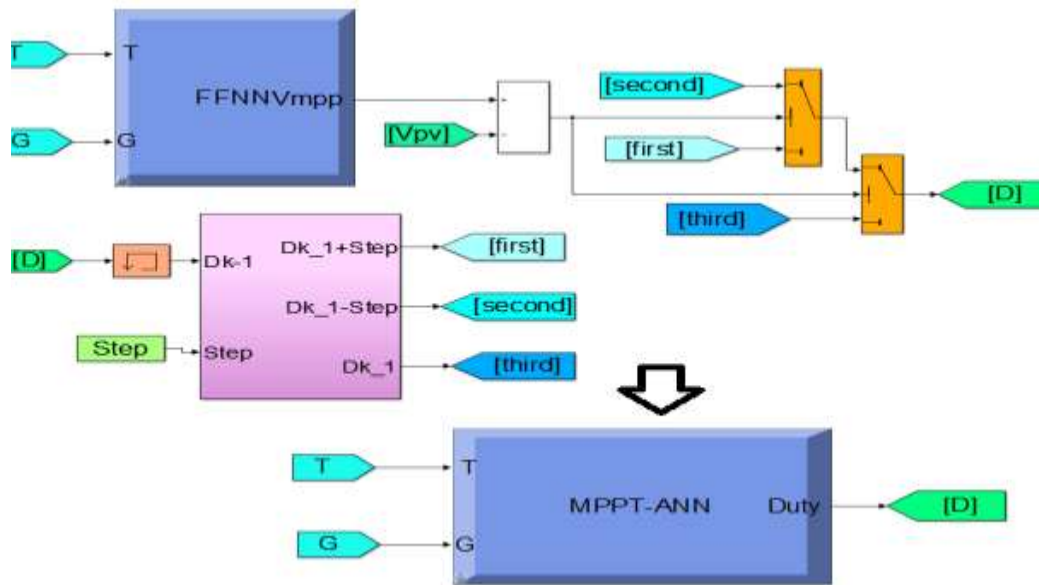 T
T
FFNNVmpp
G
G
[Vpv]
[second]
[first]
[third]
[D]
[D]
Dk-1
Step
Step
Dk_1+Step
[first]
Dk_1-Step
[second]
Dk_1
[third]
T
T
MPPT-ANN
Duty
[D]
G
G